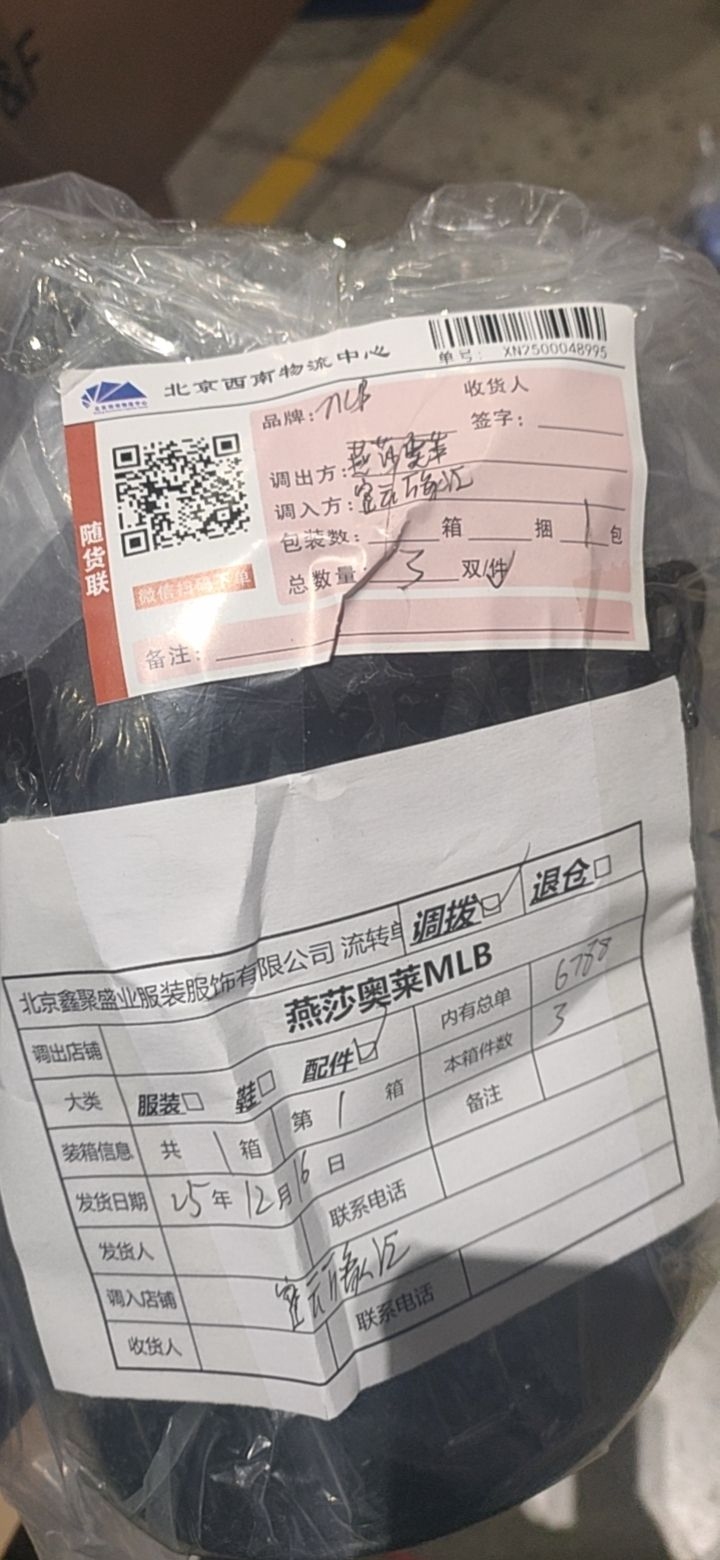 北京西南物流中心
单号: XN2500048995
品牌: MLB
收货人
签字:
调出方: 燕莎奥莱
调入方:
包装数: 箱 捆 1 包
总数量: 3 双/件
备注:
随货联
微信扫码下单
北京鑫聚盛业服装服饰有限公司 流转单 调拨 退仓
调出店铺 燕莎奥莱MLB
大类 服装 鞋 配件 内有总单 6788
装箱信息 共 1 箱 第 1 箱 本箱件数 3
发货日期 25年12月16日 备注
发货人 联系电话
调入店铺
收货人 联系电话